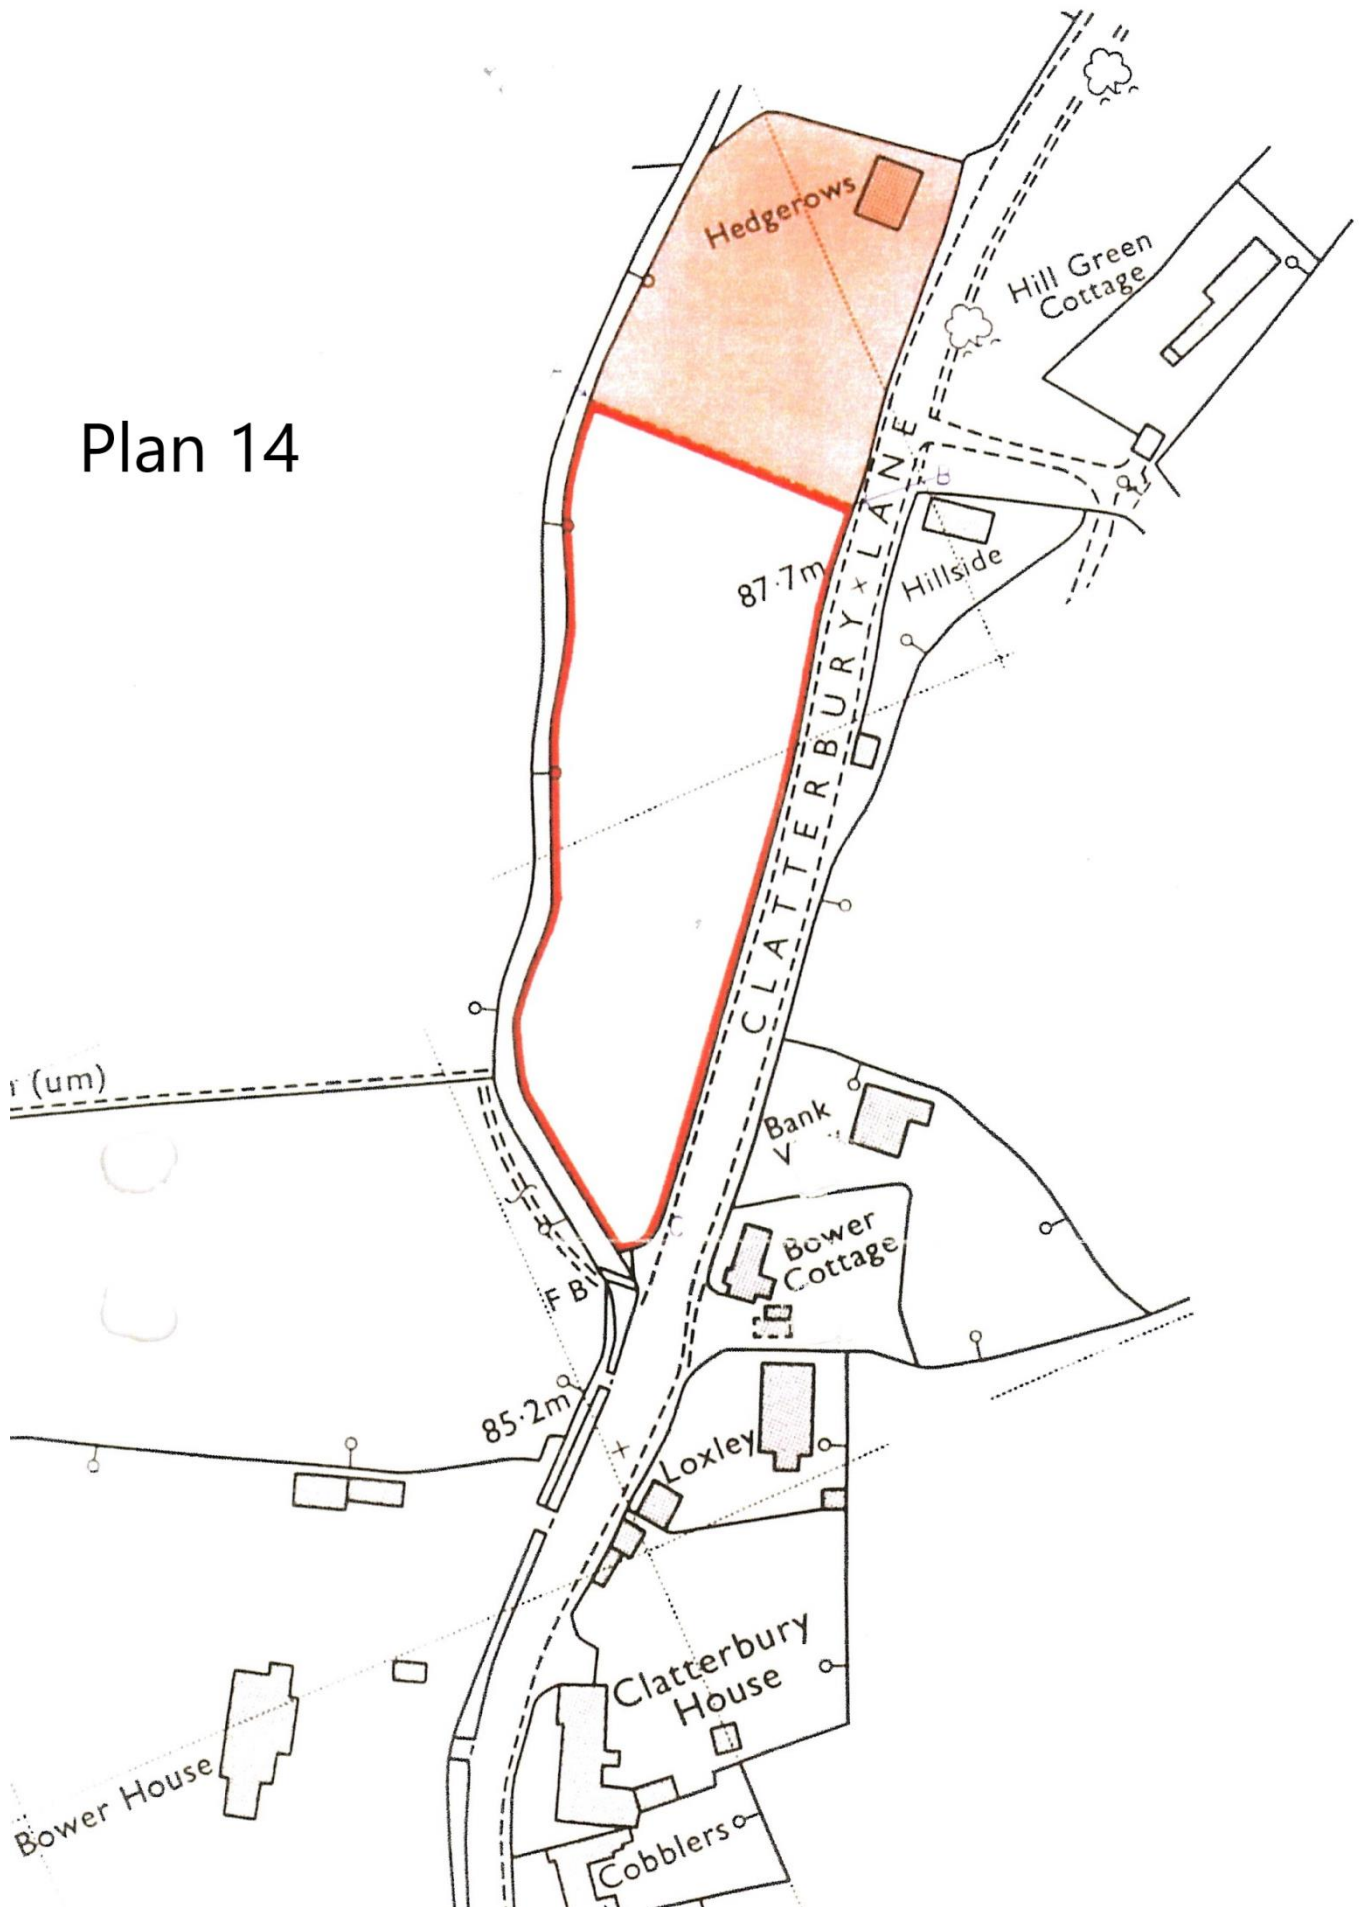 Plan 14
Hedgerows
Hill Green
Cottage
87·7m
Hillside
B
CLATTERBURY LANE
(um)
Bank
V
Bower
Cottage
F B
85·2m
Loxley
Clatterbury
House
Bower House
Cobblers